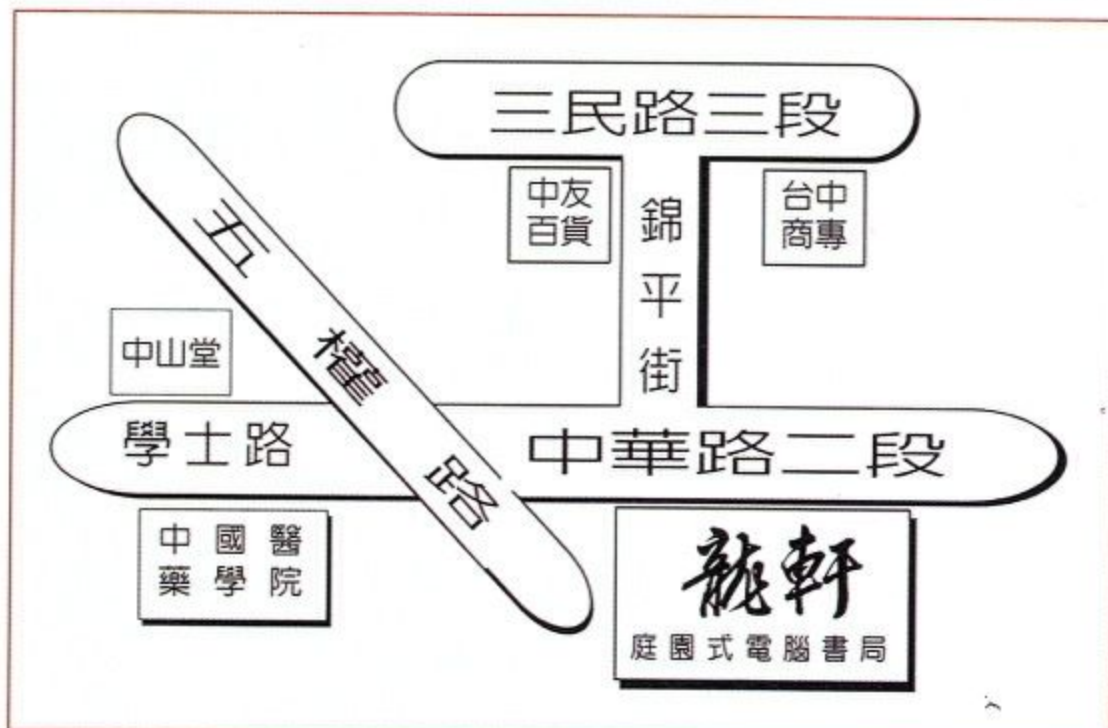 三民路三段
中友
百貨
台中
商專
錦平街
五權路
中山堂
學士路
中華路二段
中國醫
藥學院
龍軒
庭園式電腦書局